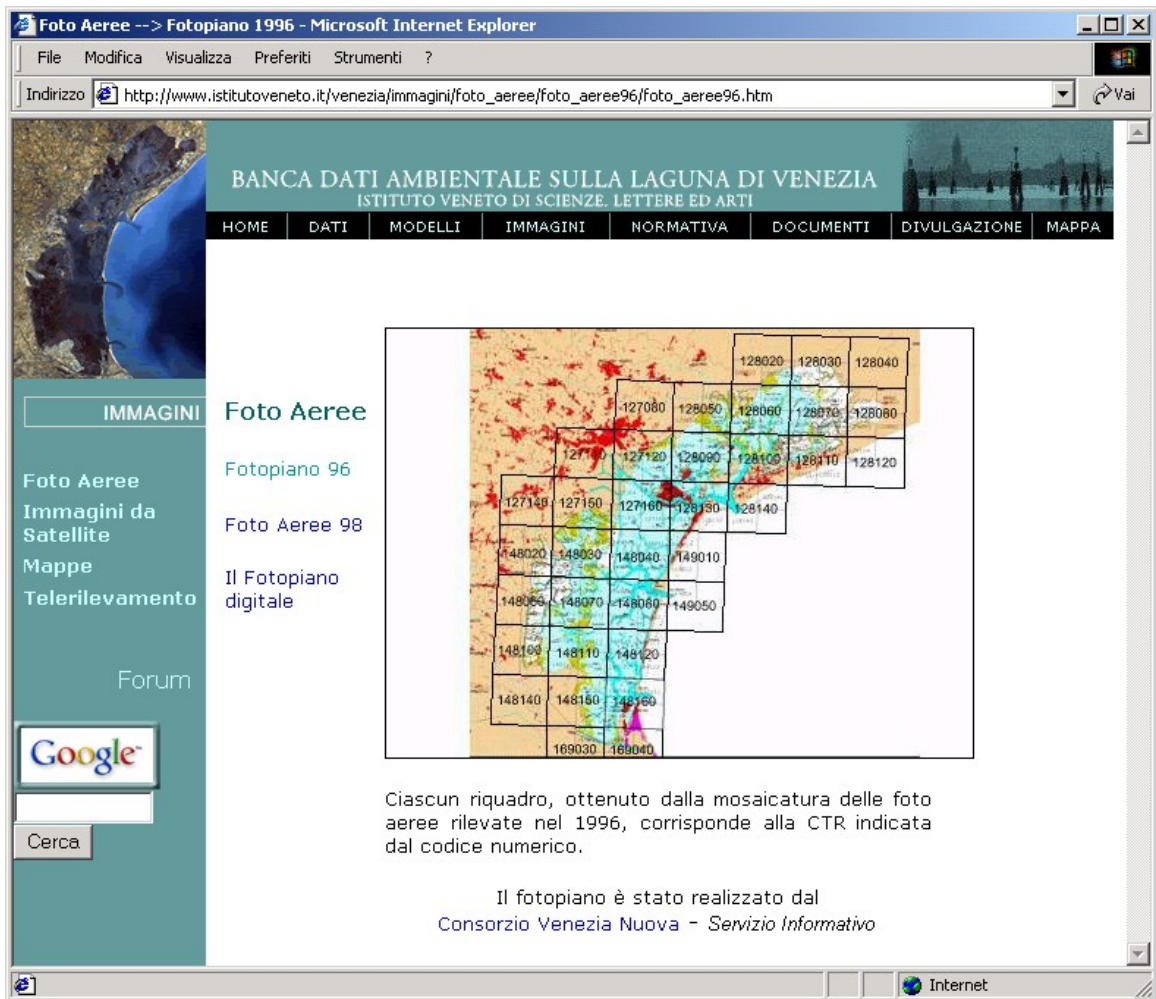 Foto Aeree --> Fotopiano 1996 - Microsoft Internet Explorer
File Modifica Visualizza Preferiti Strumenti ?
Indirizzo http://www.istitutoveneto.it/venezia/immagini/foto_aeree/foto_aeree96/foto_aeree96.htm Vai
BANCA DATI AMBIENTALE SULLA LAGUNA DI VENEZIA
ISTITUTO VENETO DI SCIENZE. LETTERE ED ARTI
HOME DATI MODELLI IMMAGINI NORMATIVA DOCUMENTI DIVULGAZIONE MAPPA
IMMAGINI
Foto Aeree
Immagini da
Satellite
Mappe
Telerilevamento
Forum
Google
Cerca
Foto Aeree
Fotopiano 96
Foto Aeree 98
Il Fotopiano
digitale
128020 128030 128040
127080 128050 128060 128070 128080
127120 128090 128100 128110 128120
127140 127150 127160 128130 128140
148020 148030 148040 149010
148070 148080 149050
148100 148110 148120
148140 148150 148160
169030 169040
Ciascun riquadro, ottenuto dalla mosaicatura delle foto
aeree rilevate nel 1996, corrisponde alla CTR indicata
dal codice numerico.
Il fotopiano è stato realizzato dal
Consorzio Venezia Nuova - Servizio Informativo
Internet